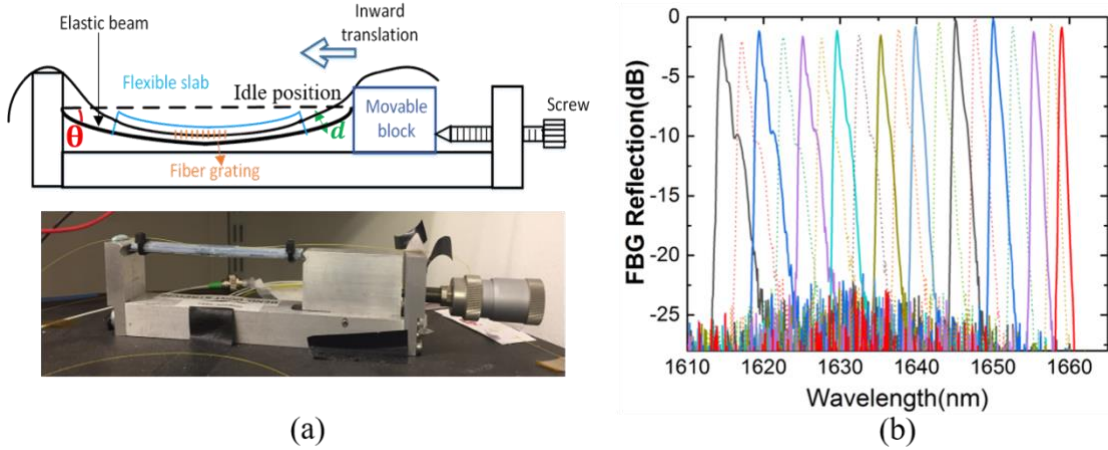 Elastic beam
Inward
translation
Flexible slab
Idle position
Movable
block
Screw
θ
d
Fiber grating
(a)
(b)
FBG Reflection(dB)
0
-5
-10
-15
-20
-25
1610
1620
1630
1640
1650
1660
Wavelength(nm)